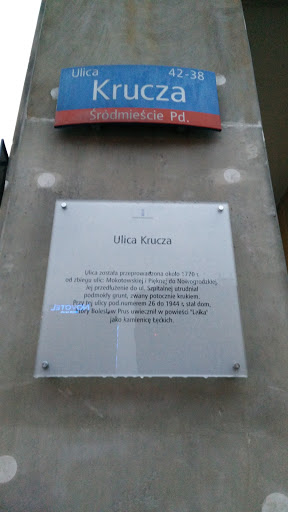 Ulica 42-38
Krucza
Śródmieście Pd.
Ulica Krucza
Ulica została przeprowadzona około 1770 r.
od zbiegu ulic: Mokotowskiej i Pięknej do Nowogrodzkiej.
Jej przedłużenie do ul. Szpitalnej utrudniał
podmokły grunt, zwany potocznie krukiem.
Przy tej ulicy pod numerem 26 do 1944 r. stał dom,
który Bolesław Prus uwiecznił w powieści "Lalka"
jako kamienicę Łęckich.